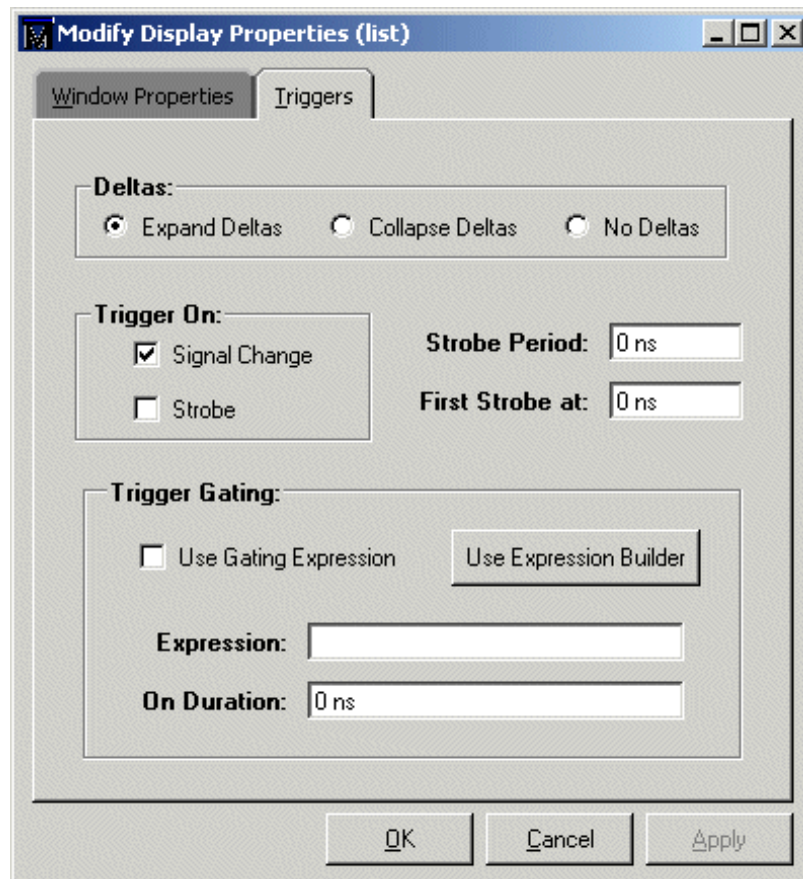 Modify Display Properties (list)
Window Properties
Triggers
Deltas:
Expand Deltas
Collapse Deltas
No Deltas
Trigger On:
Signal Change
Strobe
Strobe Period: 0 ns
First Strobe at: 0 ns
Trigger Gating:
Use Gating Expression
Use Expression Builder
Expression:
On Duration: 0 ns
OK
Cancel
Apply